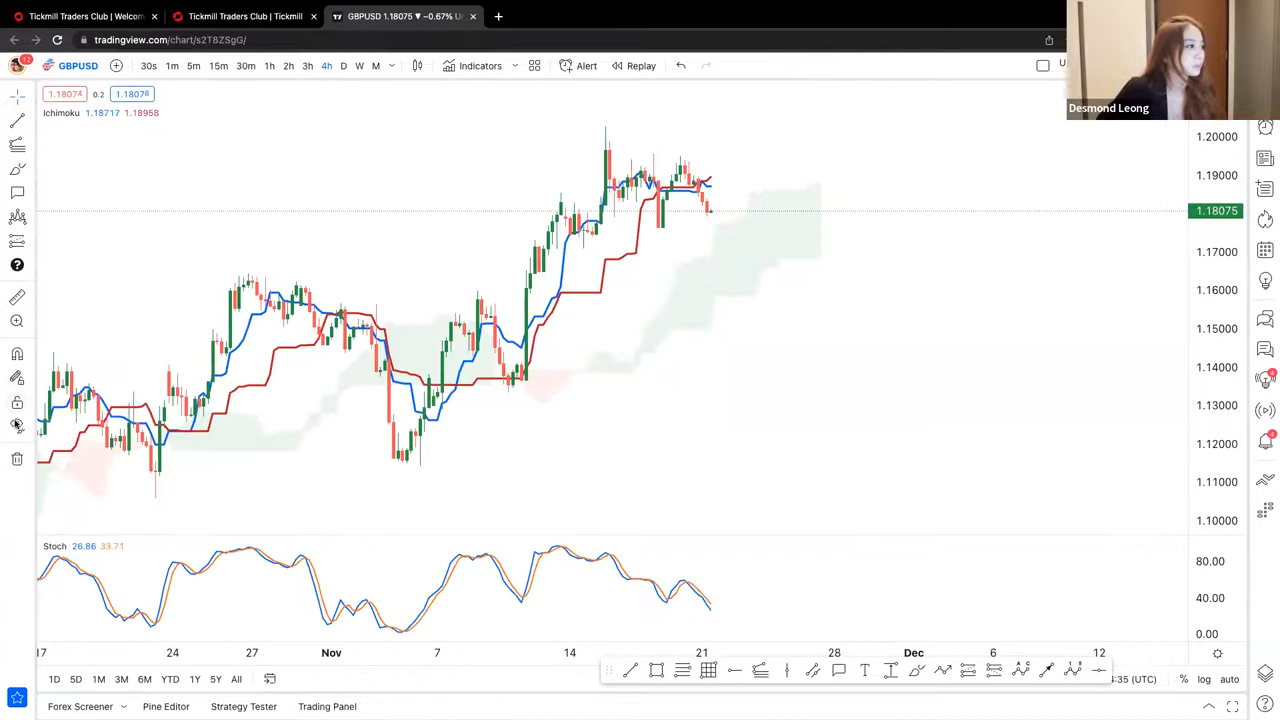 Tickmill Traders Club | Welcom
Tickmill Traders Club | Tickmill
GBPUSD 1.18075 ▼ −0.67% U
tradingview.com/chart/s2T8ZSgG/
12
GBPUSD
30s 1m 5m 15m 30m 1h 2h 3h 4h D W M
Indicators
Alert
Replay
1.18074 0.2 1.18076
Ichimoku 1.18717 1.18958
Desmond Leong
1.20000
1.19000
1.18075
1.17000
1.16000
1.15000
1.14000
1.13000
1.12000
1.11000
1.10000
Stoch 26.86 33.71
80.00
40.00
0.00
17 24 27 Nov 7 14 21 28 Dec 6 12
1D 5D 1M 3M 6M YTD 1Y 5Y All
:35 (UTC) % log auto
Forex Screener Pine Editor Strategy Tester Trading Panel